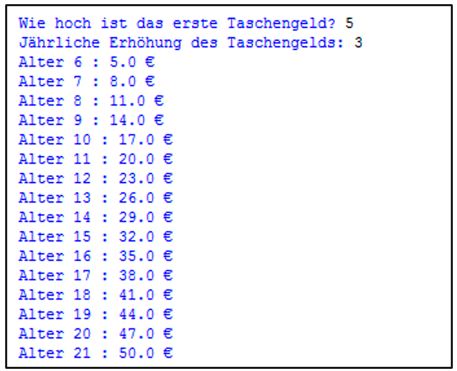 Wie hoch ist das erste Taschengeld? 5
Jährliche Erhöhung des Taschengelds: 3
Alter 6 : 5.0 €
Alter 7 : 8.0 €
Alter 8 : 11.0 €
Alter 9 : 14.0 €
Alter 10 : 17.0 €
Alter 11 : 20.0 €
Alter 12 : 23.0 €
Alter 13 : 26.0 €
Alter 14 : 29.0 €
Alter 15 : 32.0 €
Alter 16 : 35.0 €
Alter 17 : 38.0 €
Alter 18 : 41.0 €
Alter 19 : 44.0 €
Alter 20 : 47.0 €
Alter 21 : 50.0 €